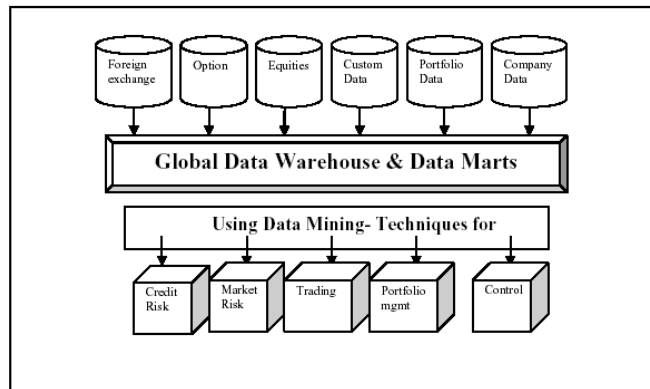 Foreign
exchange
Option
Equities
Custom
Data
Portfolio
Data
Company
Data
Global Data Warehouse & Data Marts
Using Data Mining- Techniques for
Credit
Risk
Market
Risk
Trading
Portfolio
mgmt
Control